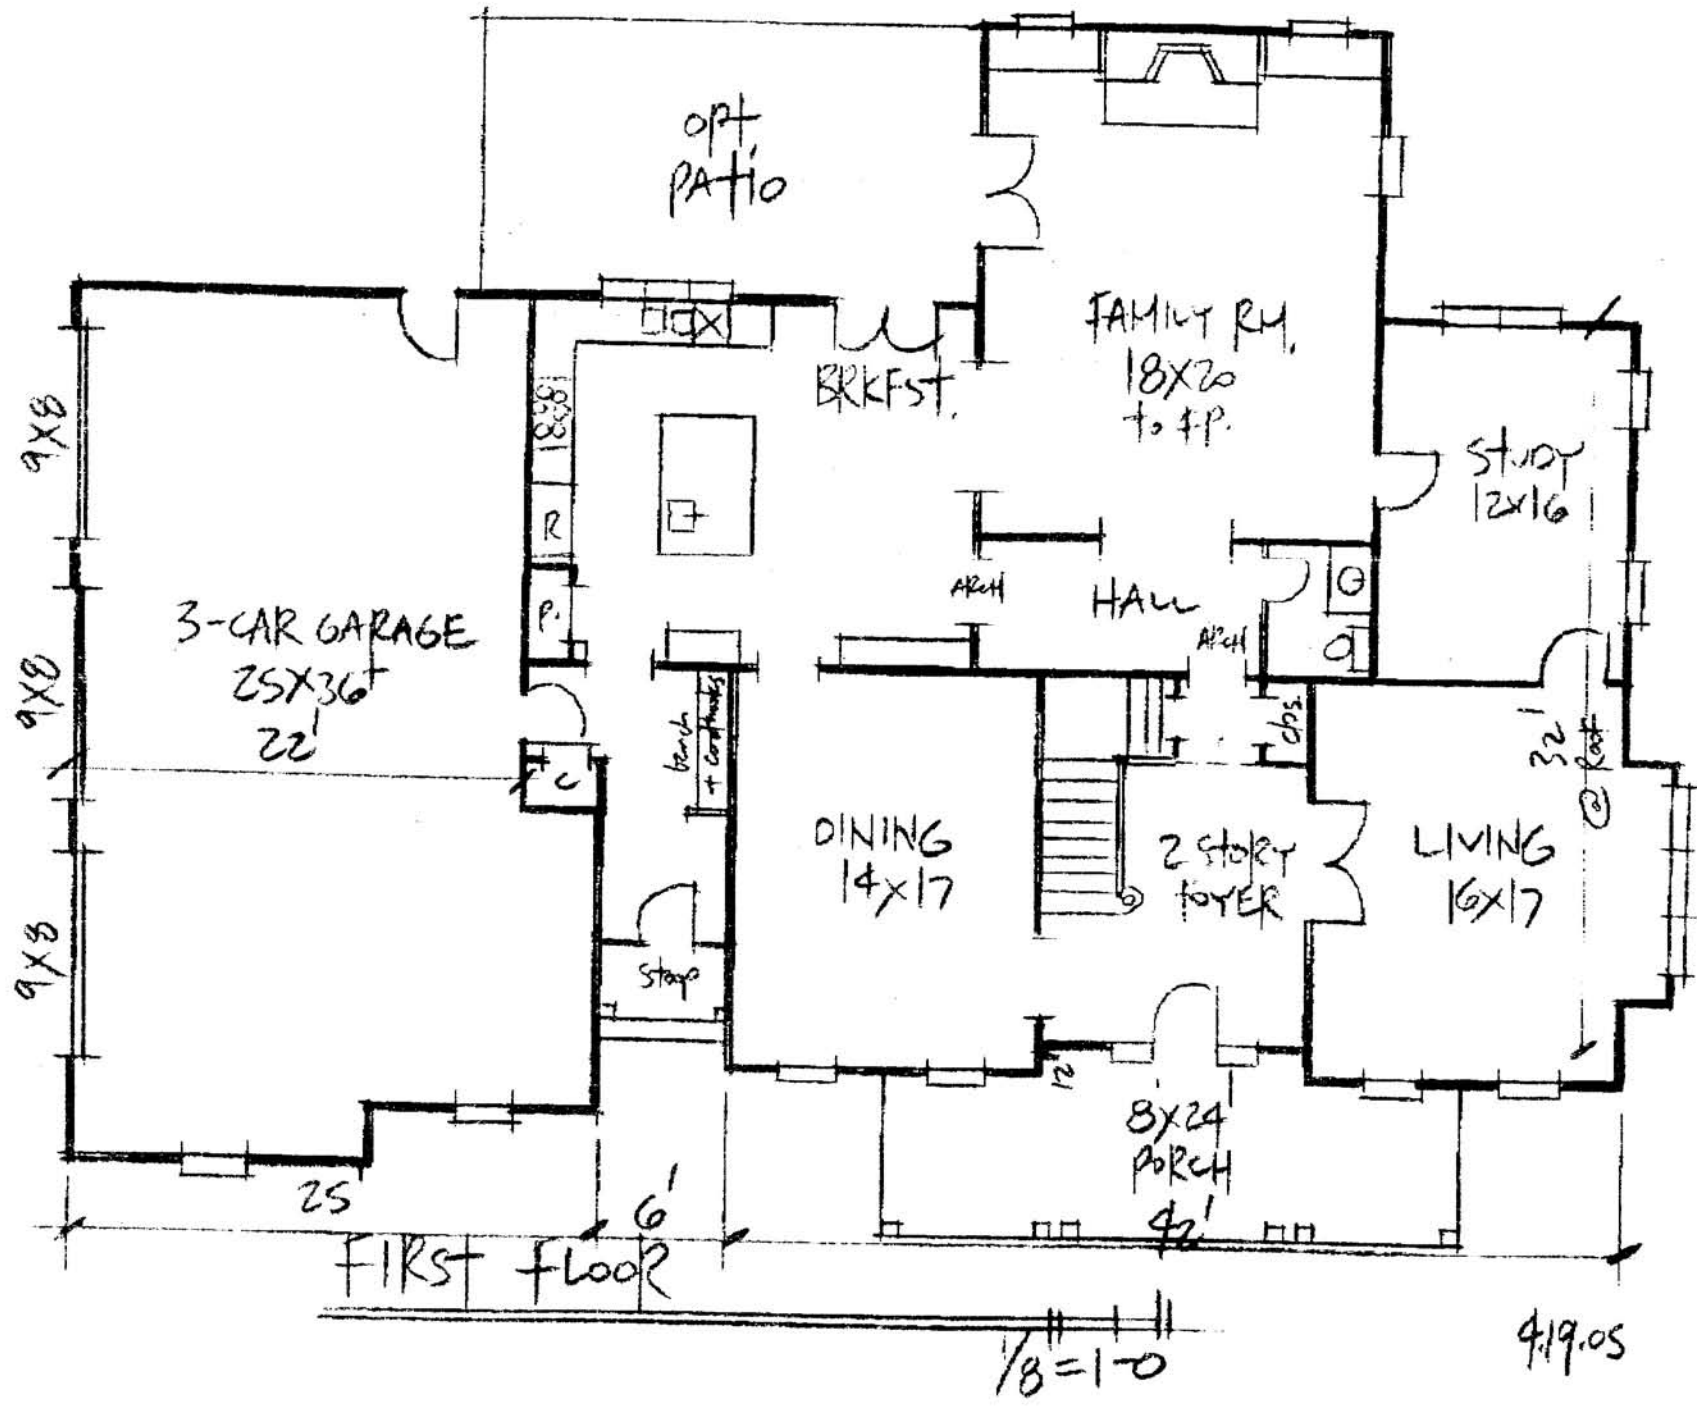 opt
PATIO
FAMILY RM.
18X20
to f.p.
BRKFST.
STUDY
12X16
9X8
R
P.
ARCH
HALL
ARCH
3-CAR GARAGE
25X36
22'
9X8
C
bench
+ coathooks
clos.
32'
@ Roof
DINING
14X17
2 STORY
FOYER
LIVING
16X17
9X8
stoop
12"
8'X24'
PORCH
25
6'
42'
FIRST FLOOR
1/8=1-0
4.19.05